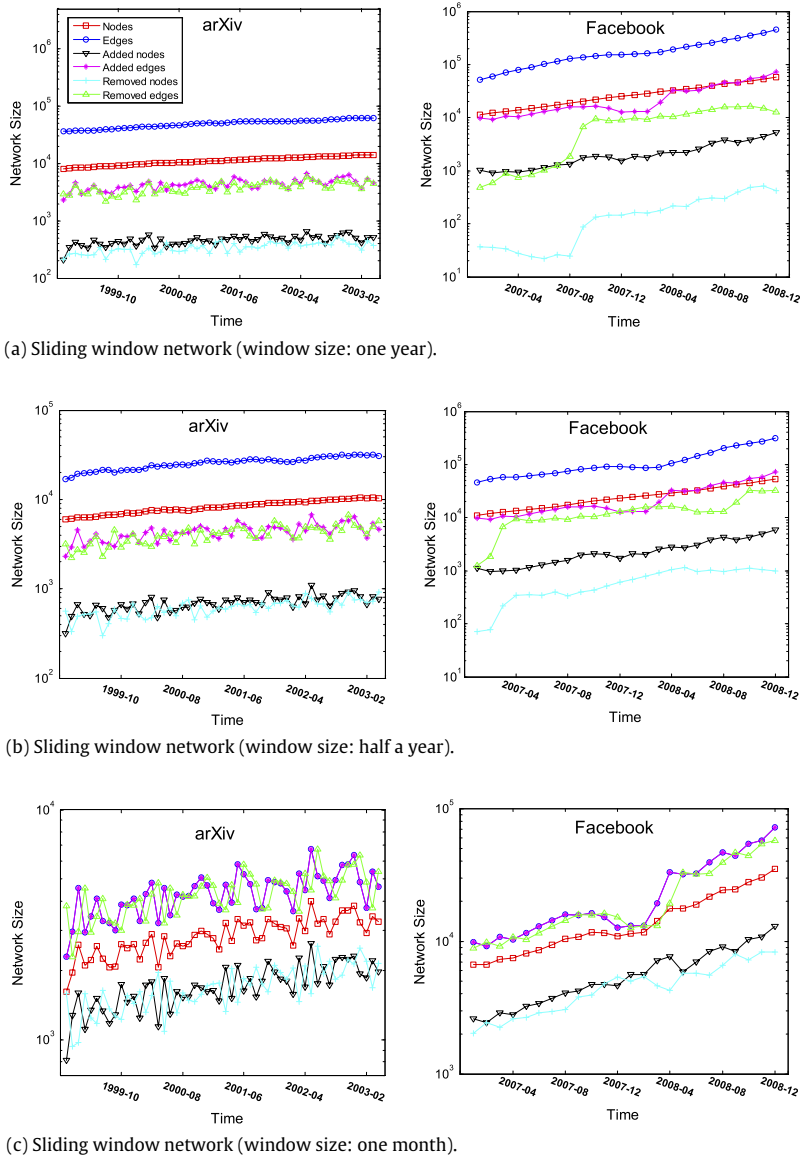 arXiv
Nodes
Edges
Added nodes
Added edges
Removed nodes
Removed edges
Network Size
10^6
10^5
10^4
10^3
10^2
1999-10
2000-08
2001-06
2002-04
2003-02
Time
Facebook
Network Size
10^6
10^5
10^4
10^3
10^2
10^1
2007-04
2007-08
2007-12
2008-04
2008-08
2008-12
Time
(a) Sliding window network (window size: one year).
arXiv
Network Size
10^5
10^4
10^3
10^2
1999-10
2000-08
2001-06
2002-04
2003-02
Time
Facebook
Network Size
10^6
10^5
10^4
10^3
10^2
10^1
2007-04
2007-08
2007-12
2008-04
2008-08
2008-12
Time
(b) Sliding window network (window size: half a year).
arXiv
Network Size
10^4
10^3
1999-10
2000-08
2001-06
2002-04
2003-02
Time
Facebook
Network Size
10^5
10^4
10^3
2007-04
2007-08
2007-12
2008-04
2008-08
2008-12
Time
(c) Sliding window network (window size: one month).